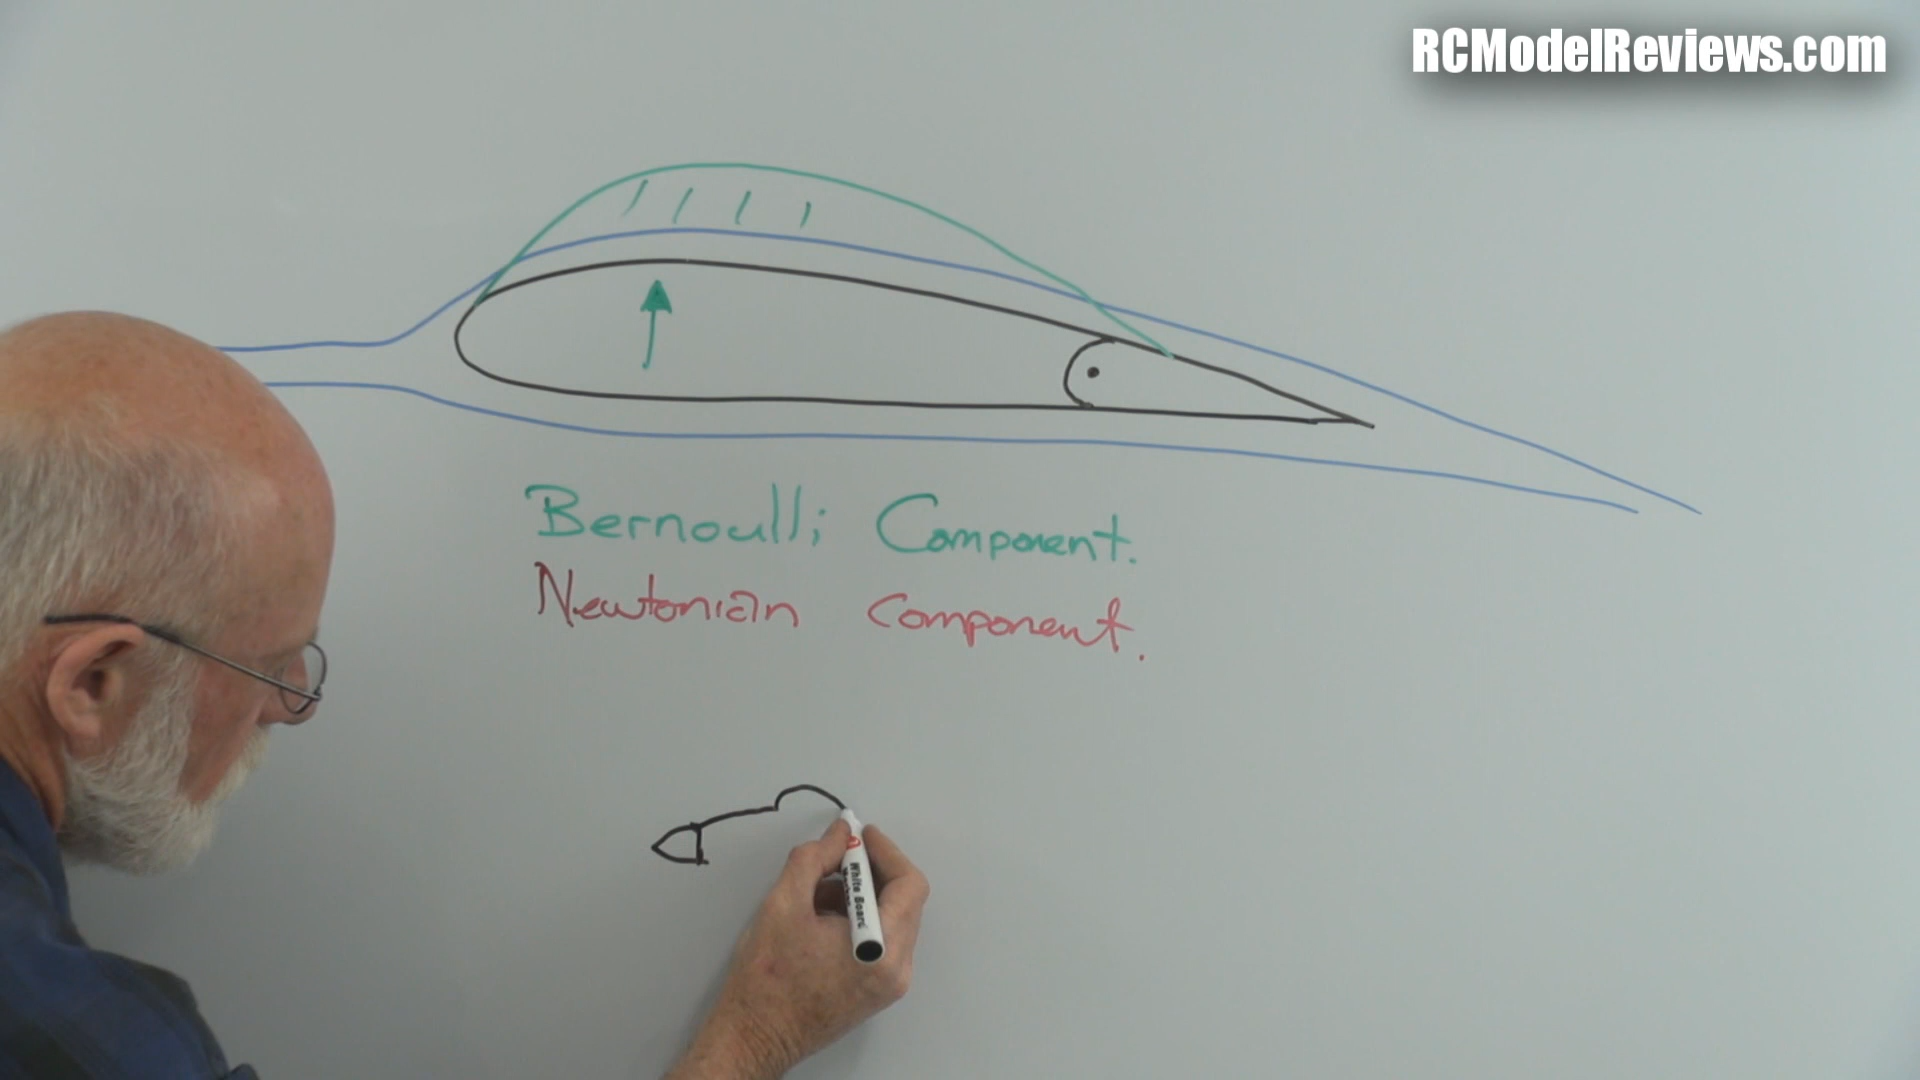 RCModelReviews.com
Bernoulli Component.
Newtonian Component.
White Board